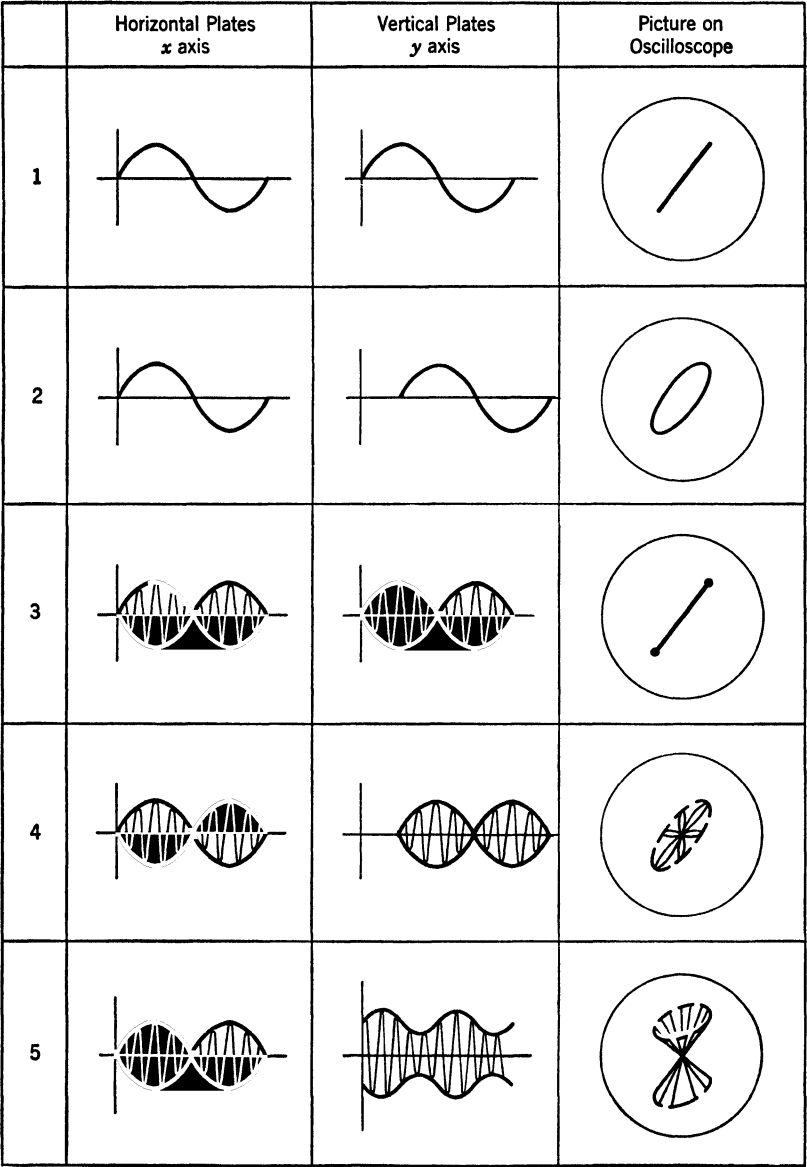 Horizontal Plates
x axis
Vertical Plates
y axis
Picture on
Oscilloscope
1
2
3
4
5